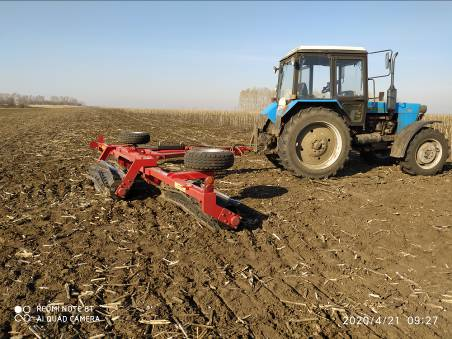 REDMI NOTE 8T
AI QUAD CAMERA
2020/4/21 09:27